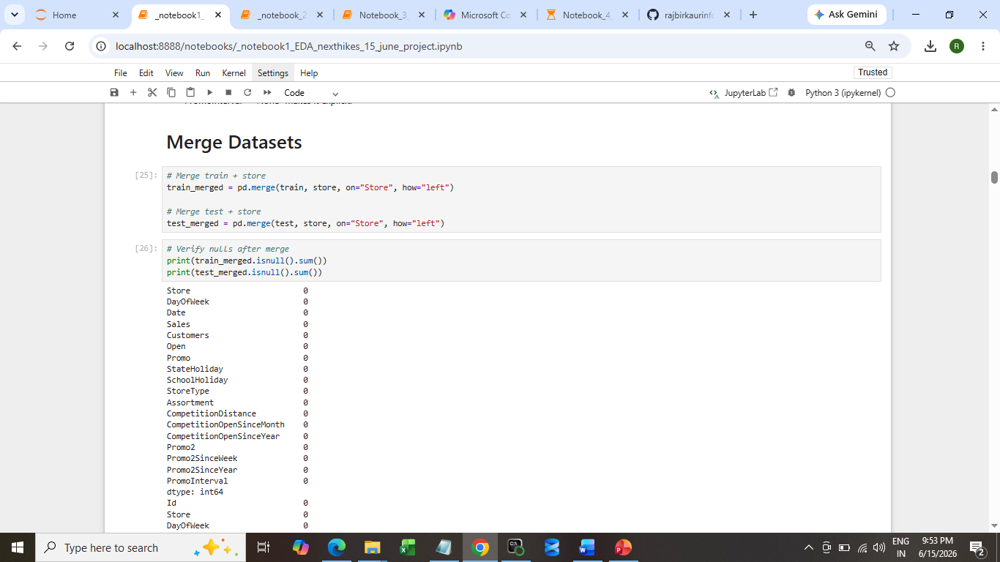 Home
_notebook1_
_notebook_2
Notebook_3
Microsoft Co
Notebook_4
rajbirkaurinfo
Ask Gemini
localhost:8888/notebooks/_notebook1_EDA_nexthikes_15_june_project.ipynb
R
File Edit View Run Kernel Settings Help
Trusted
Code
JupyterLab
Python 3 (ipykernel)
Merge Datasets
[25]:
# Merge train + store
train_merged = pd.merge(train, store, on="Store", how="left")
# Merge test + store
test_merged = pd.merge(test, store, on="Store", how="left")
[26]:
# Verify nulls after merge
print(train_merged.isnull().sum())
print(test_merged.isnull().sum())
Store 0
DayOfWeek 0
Date 0
Sales 0
Customers 0
Open 0
Promo 0
StateHoliday 0
SchoolHoliday 0
StoreType 0
Assortment 0
CompetitionDistance 0
CompetitionOpenSinceMonth 0
CompetitionOpenSinceYear 0
Promo2 0
Promo2SinceWeek 0
Promo2SinceYear 0
PromoInterval 0
dtype: int64
Id 0
Store 0
DayOfWeek 0
Type here to search
ENG
IN
9:53 PM
6/15/2026
2